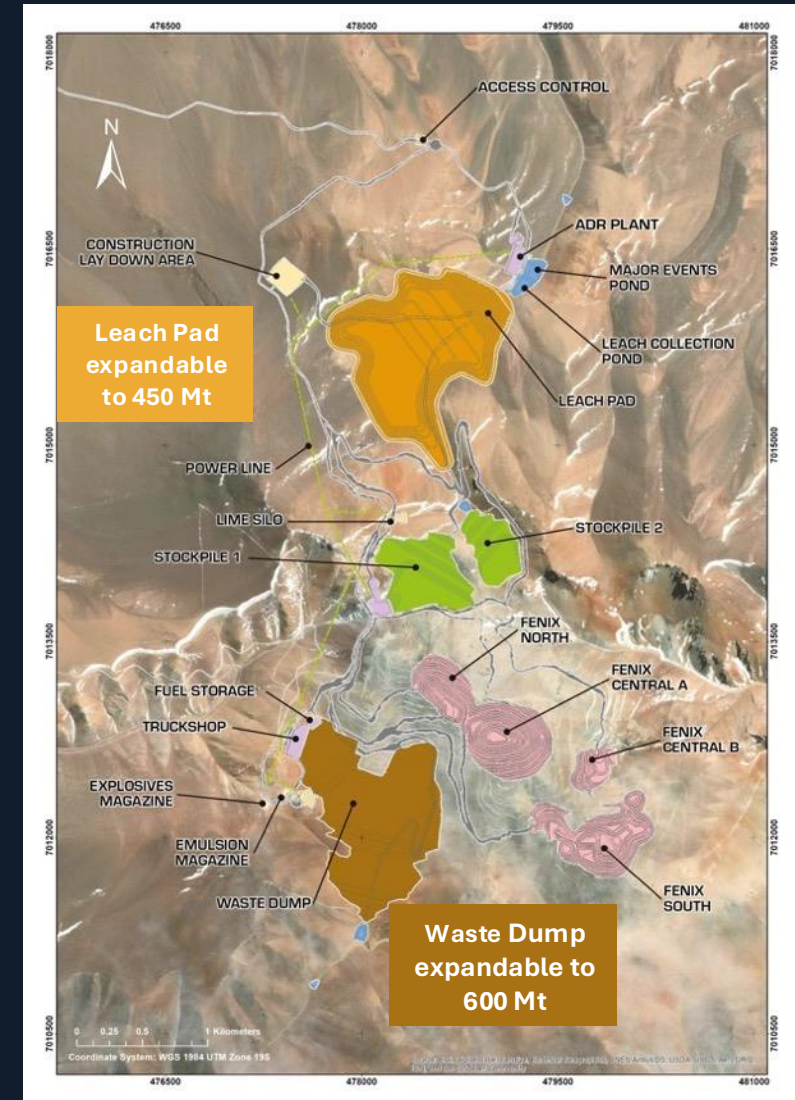 476500
478000
479500
481000
7018000
7018000
ACCESS CONTROL
N
ADR PLANT
7016500
7016500
CONSTRUCTION
LAY DOWN AREA
MAJOR EVENTS
POND
Leach Pad
expandable
to 450 Mt
LEACH COLLECTION
POND
LEACH PAD
7015000
7015000
POWER LINE
LIME SILO
STOCKPILE 2
STOCKPILE 1
7013500
7013500
FENIX
NORTH
FENIX
CENTRAL A
FUEL STORAGE
TRUCKSHOP
FENIX
CENTRAL B
EXPLOSIVES
MAGAZINE
7012000
7012000
EMULSION
MAGAZINE
WASTE DUMP
FENIX
SOUTH
Waste Dump
expandable to
600 Mt
7010500
7010500
0 0.25 0.5 1 Kilometers
Coordinate System: WGS 1984 UTM Zone 19S
476500
478000
479500
481000